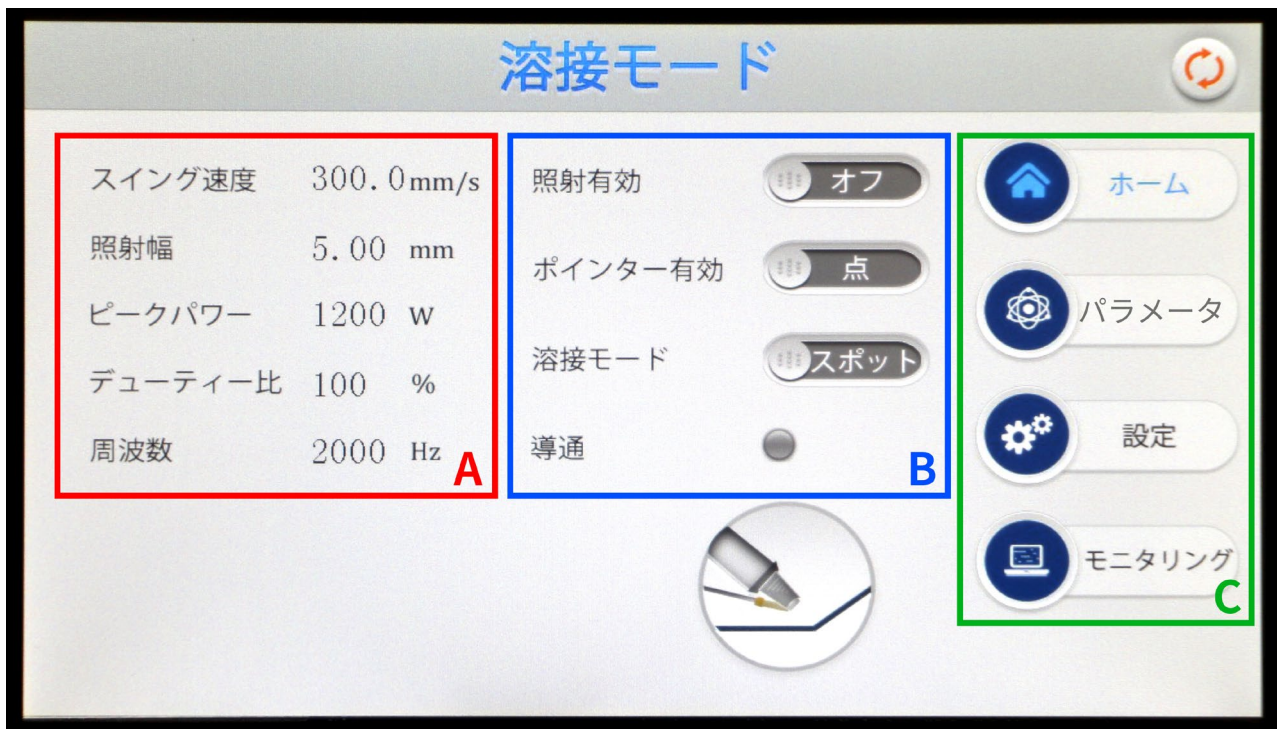 溶接モード
スイング速度 300.0mm/s
照射幅 5.00 mm
ピークパワー 1200 W
デューティー比 100 %
周波数 2000 Hz
A
照射有効 オフ
ポインター有効 点
溶接モード スポット
導通
B
ホーム
パラメータ
設定
モニタリング
C